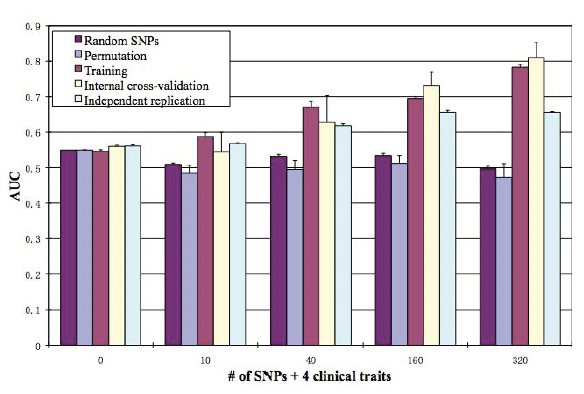 0. 9
0. 8
0. 7
0. 6
0. 5
0. 4
0. 3
0. 2
0. 1
0
AUC
Random SNPs
Permutation
Training
Internal cross-validation
Independent replication
0 10 40 160 320
# of SNPs + 4 clinical traits